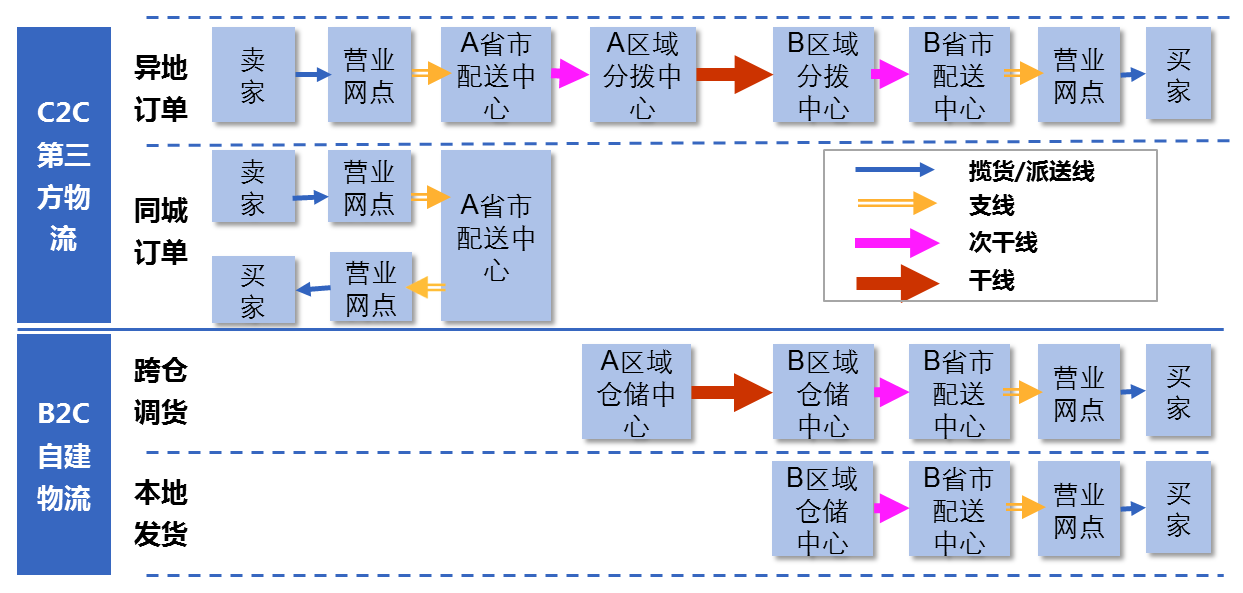 C2C
第三
方物
流
异地
订单
卖
家
营业
网点
A省市
配送中
心
A区域
分拨中
心
B区域
分拨
中心
B省市
配送
中心
营业
网点
买
家
同城
订单
卖
家
营业
网点
A省市
配送中
心
买
家
营业
网点
揽货/派送线
支线
次干线
干线
B2C
自建
物流
跨仓
调货
A区域
仓储中
心
B区域
仓储
中心
B省市
配送
中心
营业
网点
买
家
本地
发货
B区域
仓储
中心
B省市
配送
中心
营业
网点
买
家